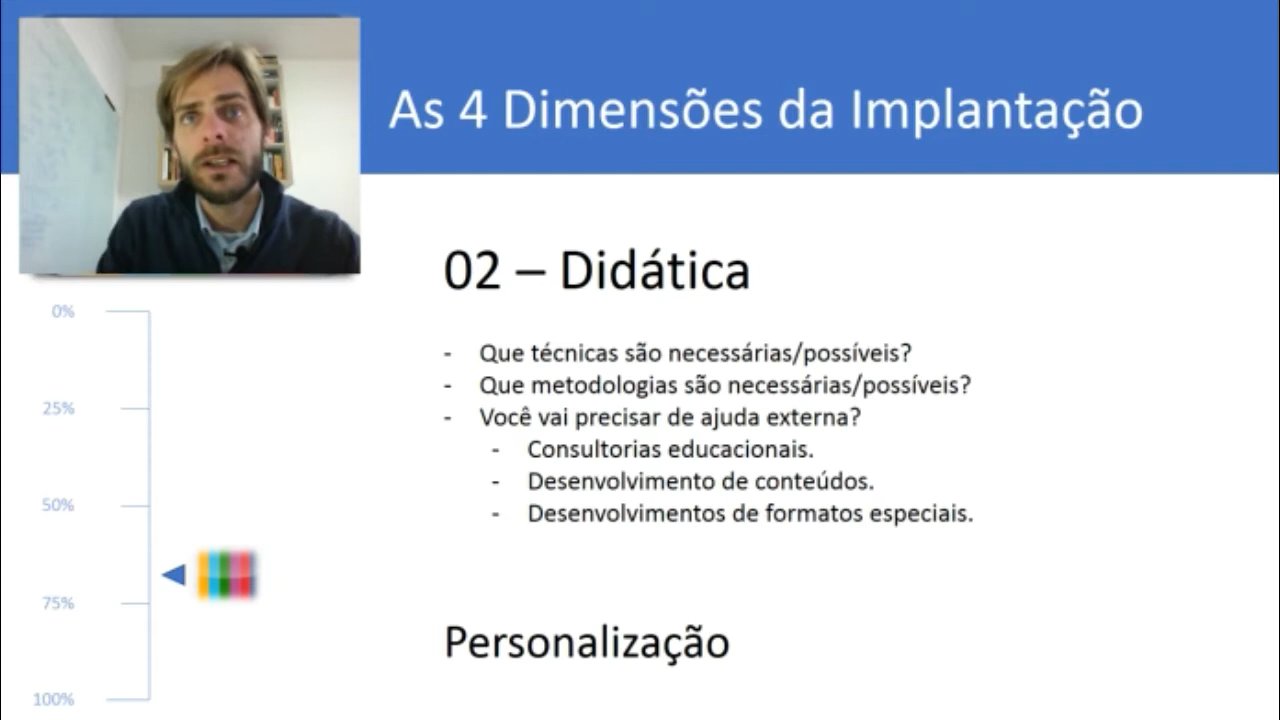 As 4 Dimensões da Implantação
02 – Didática
- Que técnicas são necessárias/possíveis?
- Que metodologias são necessárias/possíveis?
- Você vai precisar de ajuda externa?
- Consultorias educacionais.
- Desenvolvimento de conteúdos.
- Desenvolvimentos de formatos especiais.
Personalização
0%
25%
50%
75%
100%